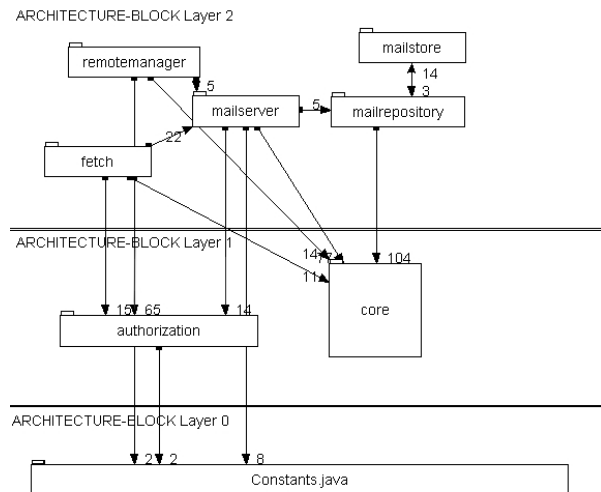 ARCHITECTURE-BLOCK Layer 2
mailstore
remotemanager
14
5
3
mailserver
5
mailrepository
22
fetch
ARCHITECTURE-BLOCK Layer 1
14
77
104
11
core
15
65
14
authorization
ARCHITECTURE-BLOCK Layer 0
2
2
8
Constants.java